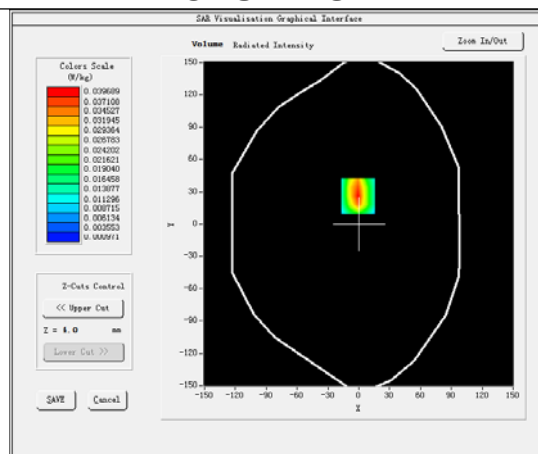 SAR Visualisation Graphical Interface
Volume Radiated Intensity
Zoom In/Out
Colors Scale
(W/kg)
0.039689
0.037108
0.034527
0.031945
0.029364
0.026783
0.024202
0.021621
0.019040
0.016458
0.013877
0.011296
0.008715
0.006134
0.003553
0.000971
150
120
90
60
30
0
-30
-60
-90
-120
-150
Y
-150 -120 -90 -60 -30 0 30 60 90 120 150
X
Z-Cuts Control
<< Upper Cut
Z = 4.0 mm
Lower Cut >>
SAVE Cancel